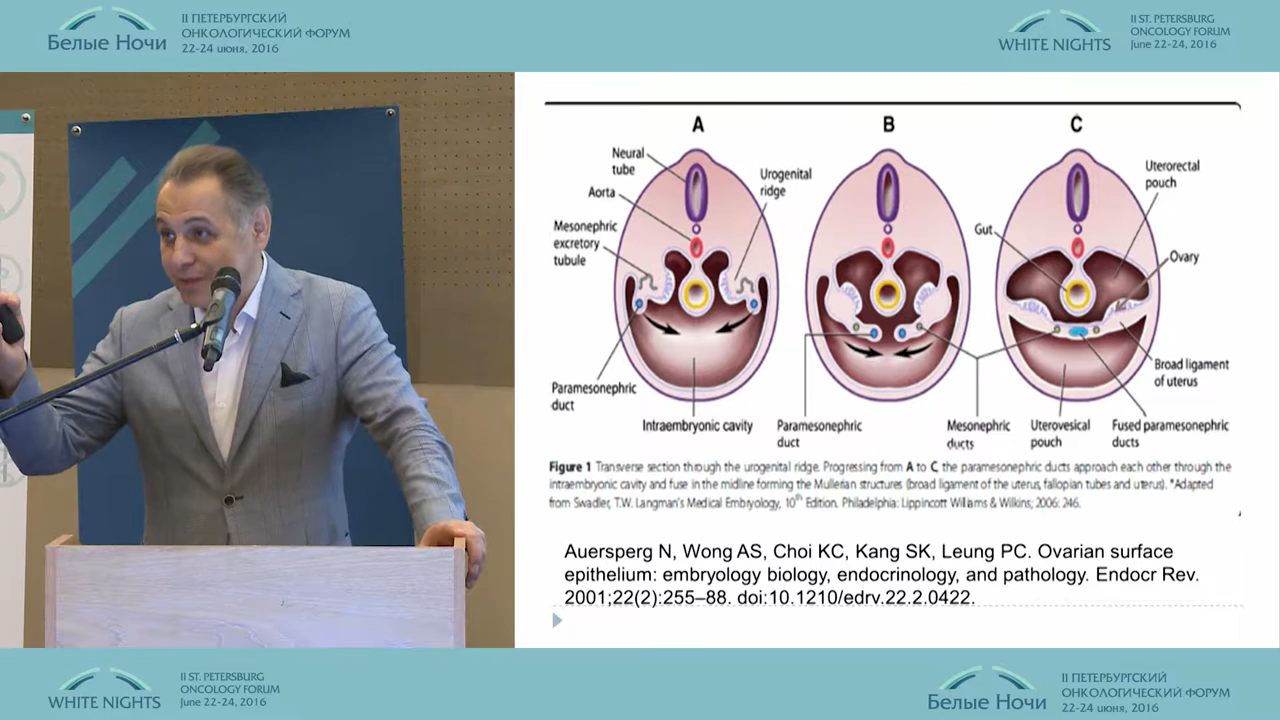 Белые Ночи
II ПЕТЕРБУРГСКИЙ
ОНКОЛОГИЧЕСКИЙ ФОРУМ
22-24 июня, 2016
WHITE NIGHTS
II ST. PETERSBURG
ONCOLOGY FORUM
June 22-24, 2016
A
B
C
Neural
tube
Aorta
Mesonephric
excretory
tubule
Urogenital
ridge
Paramesonephric
duct
Intraembryonic cavity
Paramesonephric
duct
Gut
Uterorectal
pouch
Ovary
Broad ligament
of uterus
Mesonephric
ducts
Uterovesical
pouch
Fused paramesonephric
ducts
Figure 1 Transverse section through the urogenital ridge. Progressing from A to C, the paramesonephric ducts approach each other through the
intraembryonic cavity and fuse in the midline forming the Mullerian structures (broad ligament of the uterus, fallopian tubes and uterus). *Adapted
from Swadler, T.W. Langman's Medical Embryology, 10th Edition. Philadelphia: Lippincott Williams & Wilkins; 2006: 246.
Auersperg N, Wong AS, Choi KC, Kang SK, Leung PC. Ovarian surface
epithelium: embryology biology, endocrinology, and pathology. Endocr Rev.
2001;22(2):255–88. doi:10.1210/edrv.22.2.0422.
WHITE NIGHTS
II ST. PETERSBURG
ONCOLOGY FORUM
June 22-24, 2016
Белые Ночи
II ПЕТЕРБУРГСКИЙ
ОНКОЛОГИЧЕСКИЙ ФОРУМ
22-24 июня, 2016